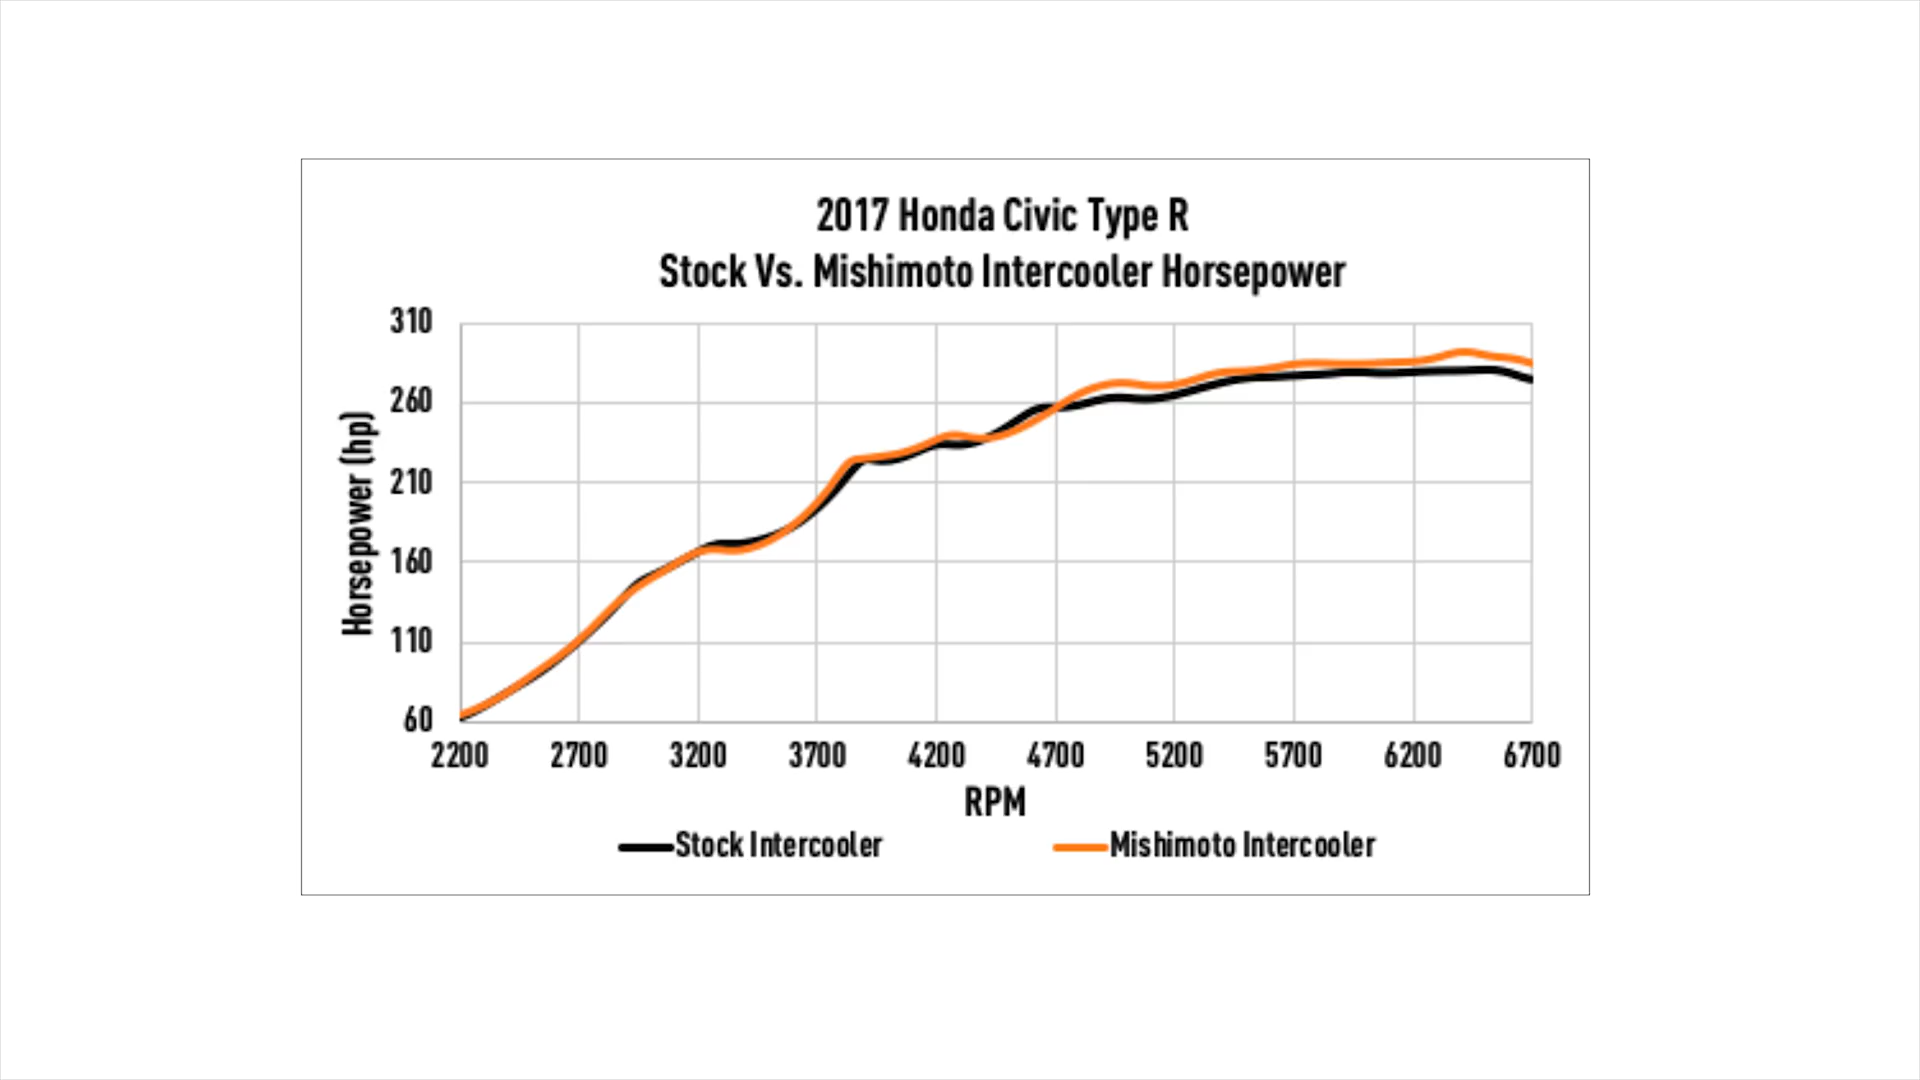 2017 Honda Civic Type R
Stock Vs. Mishimoto Intercooler Horsepower
Horsepower (hp)
310
260
210
160
110
60
2200 2700 3200 3700 4200 4700 5200 5700 6200 6700
RPM
Stock Intercooler Mishimoto Intercooler